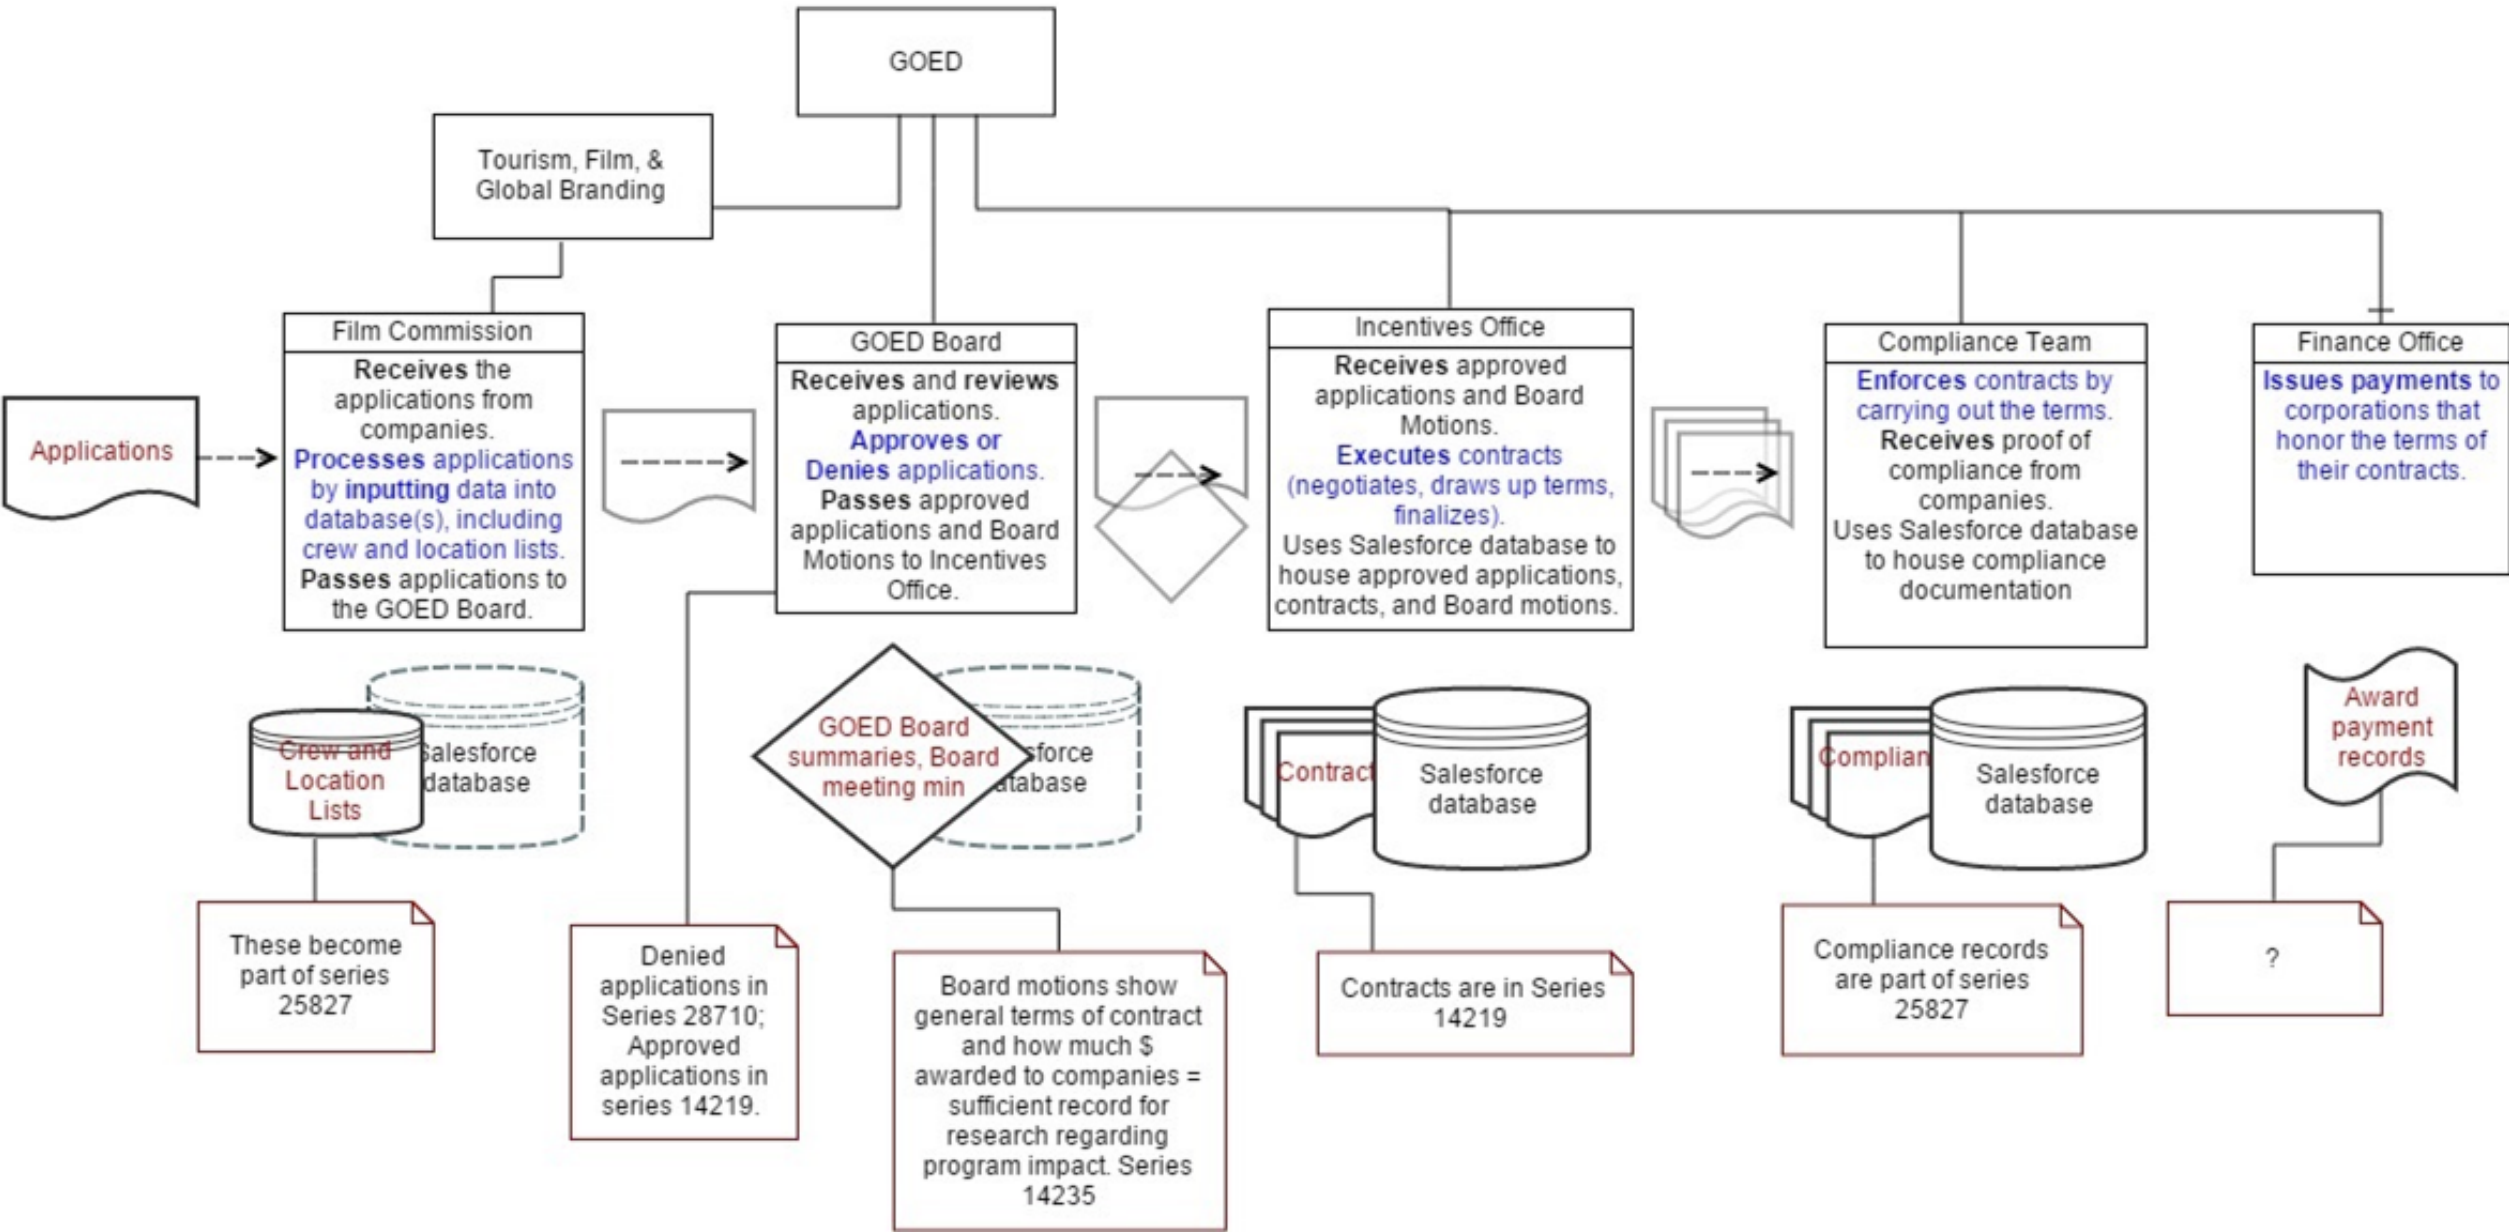 GOED
Tourism, Film, &
Global Branding
Applications
Film Commission
Receives the
applications from
companies.
Processes applications
by inputting data into
database(s), including
crew and location lists.
Passes applications to
the GOED Board.
GOED Board
Receives and reviews
applications.
Approves or
Denies applications.
Passes approved
applications and Board
Motions to Incentives
Office.
Incentives Office
Receives approved
applications and Board
Motions.
Executes contracts
(negotiates, draws up terms,
finalizes).
Uses Salesforce database to
house approved applications,
contracts, and Board motions.
Compliance Team
Enforces contracts by
carrying out the terms.
Receives proof of
compliance from
companies.
Uses Salesforce database
to house compliance
documentation
Finance Office
Issues payments to
corporations that
honor the terms of
their contracts.
Crew and
Location
Lists
Salesforce
database
GOED Board
summaries, Board
meeting min
sforce
atabase
Contract
Salesforce
database
Complian
Salesforce
database
Award
payment
records
These become
part of series
25827
Denied
applications in
Series 28710;
Approved
applications in
series 14219.
Board motions show
general terms of contract
and how much $
awarded to companies =
sufficient record for
research regarding
program impact. Series
14235
Contracts are in Series
14219
Compliance records
are part of series
25827
?